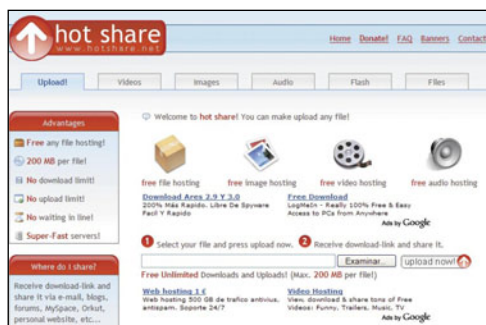 hot share
www.hotshare.net
Home Donate! FAQ Banners Contact
Upload! Videos Images Audio Flash Files
Advantages
Free any file hosting!
200 MB per file!
No download limit!
No upload limit!
No waiting in line!
Super-Fast servers!
Where do I share?
Receive download-link and
share it via e-mail, blogs,
forums, MySpace, Orkut,
personal website, etc...
Welcome to hot share! You can make upload any file!
free file hosting free image hosting free video hosting free audio hosting
Download Ares 2.9 Y 3.0
200% Más Rapido. Libre De Spyware
Facil Y Rapido
Free Download
LogMeIn - Really 100% Free & Easy
Access to PCs from Anywhere
Ads by Google
1 Select your file and press upload now. 2 Receive download-link and share it.
Examinar... upload now!
Free Unlimited Downloads and Uploads! (Max. 200 MB per file!)
Web hosting 1 €
Web hosting 500 GB de trafico antivirus,
antispam. Soporte 24/7
Video Hosting
View, download & share tons of Free
Videos: Funny, Trailers, Music, TV
Ads by Google